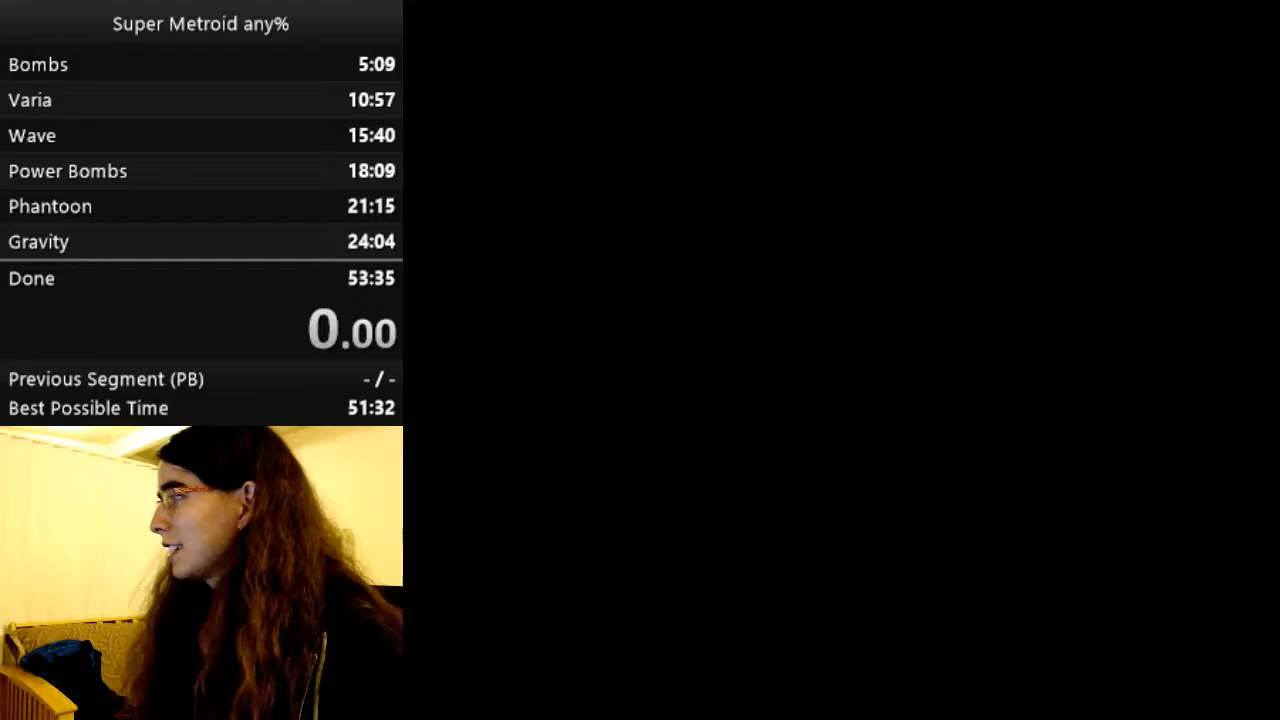 Super Metroid any%
Bombs 5:09
Varia 10:57
Wave 15:40
Power Bombs 18:09
Phantoon 21:15
Gravity 24:04
Done 53:35
0.00
Previous Segment (PB) - / -
Best Possible Time 51:32